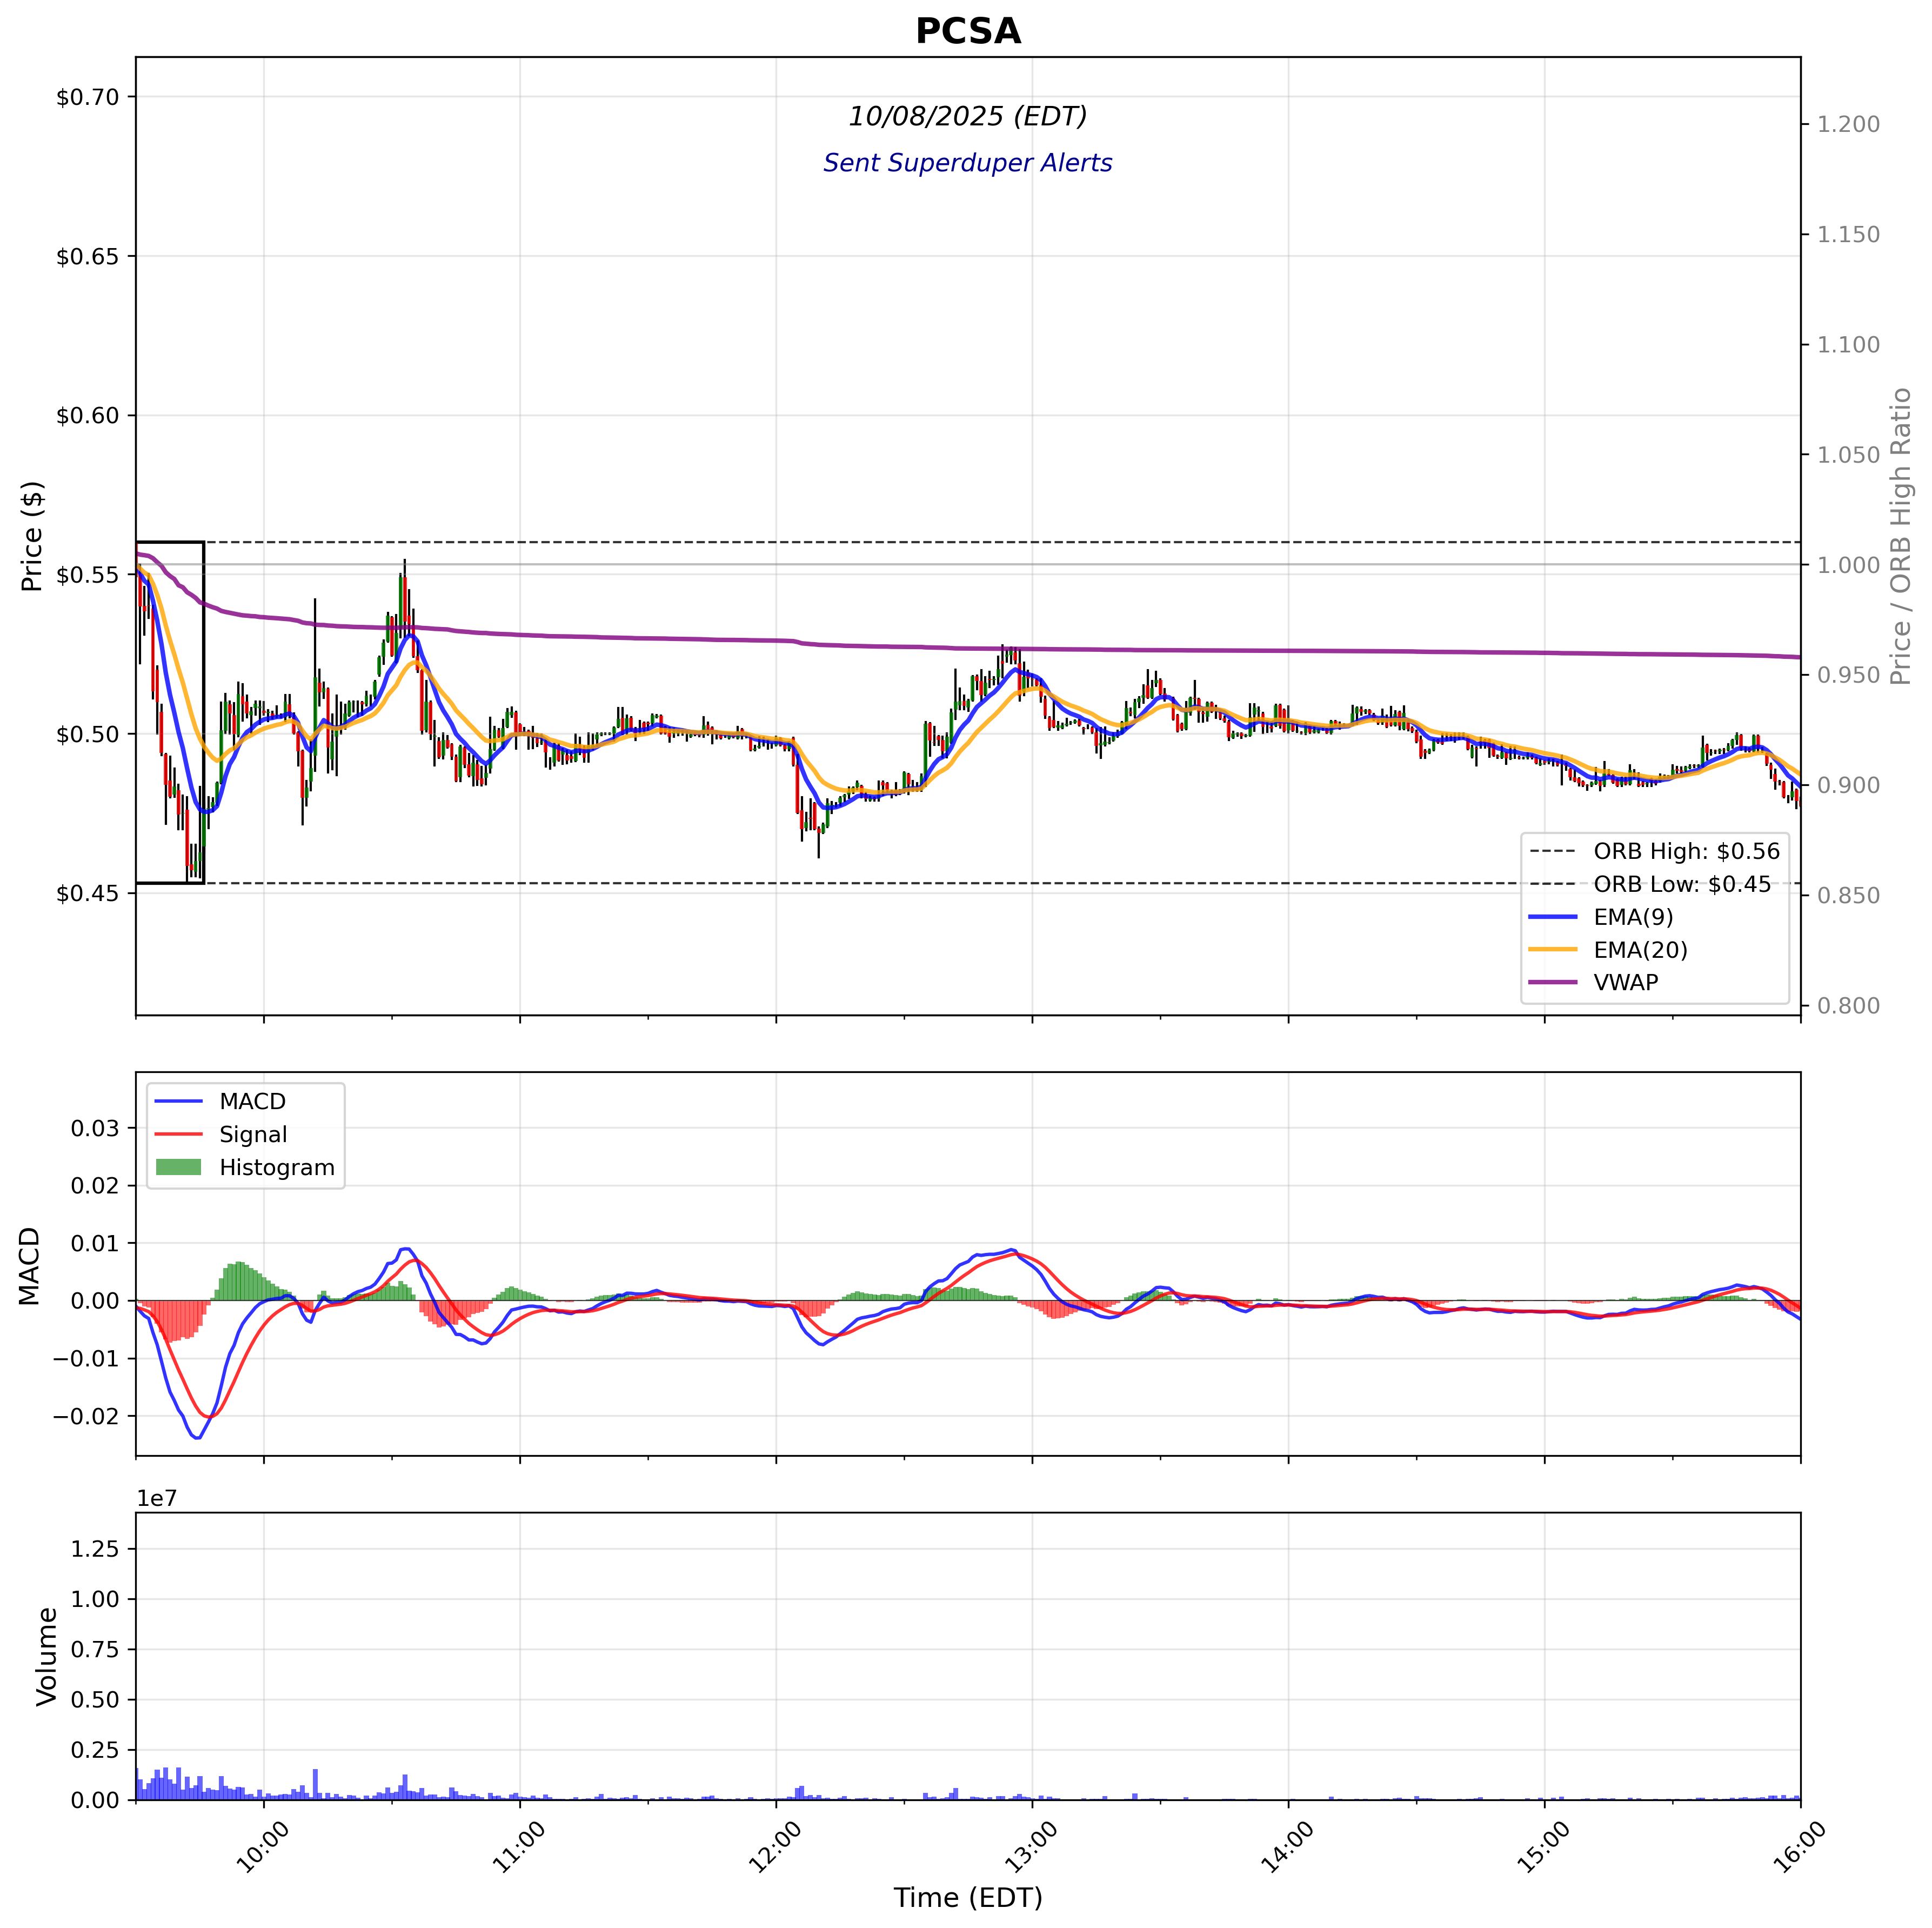 PCSA
10/08/2025 (EDT)
Sent Superduper Alerts
Price ($)
$0.70
$0.65
$0.60
$0.55
$0.50
$0.45
1.200
1.150
1.100
1.050
1.000
0.950
0.900
0.850
0.800
Price / ORB High Ratio
ORB High: $0.56
ORB Low: $0.45
EMA(9)
EMA(20)
VWAP
MACD
0.03
0.02
0.01
0.00
−0.01
−0.02
MACD
Signal
Histogram
1e7
Volume
1.25
1.00
0.75
0.50
0.25
0.00
10:00
11:00
12:00
13:00
14:00
15:00
16:00
Time (EDT)